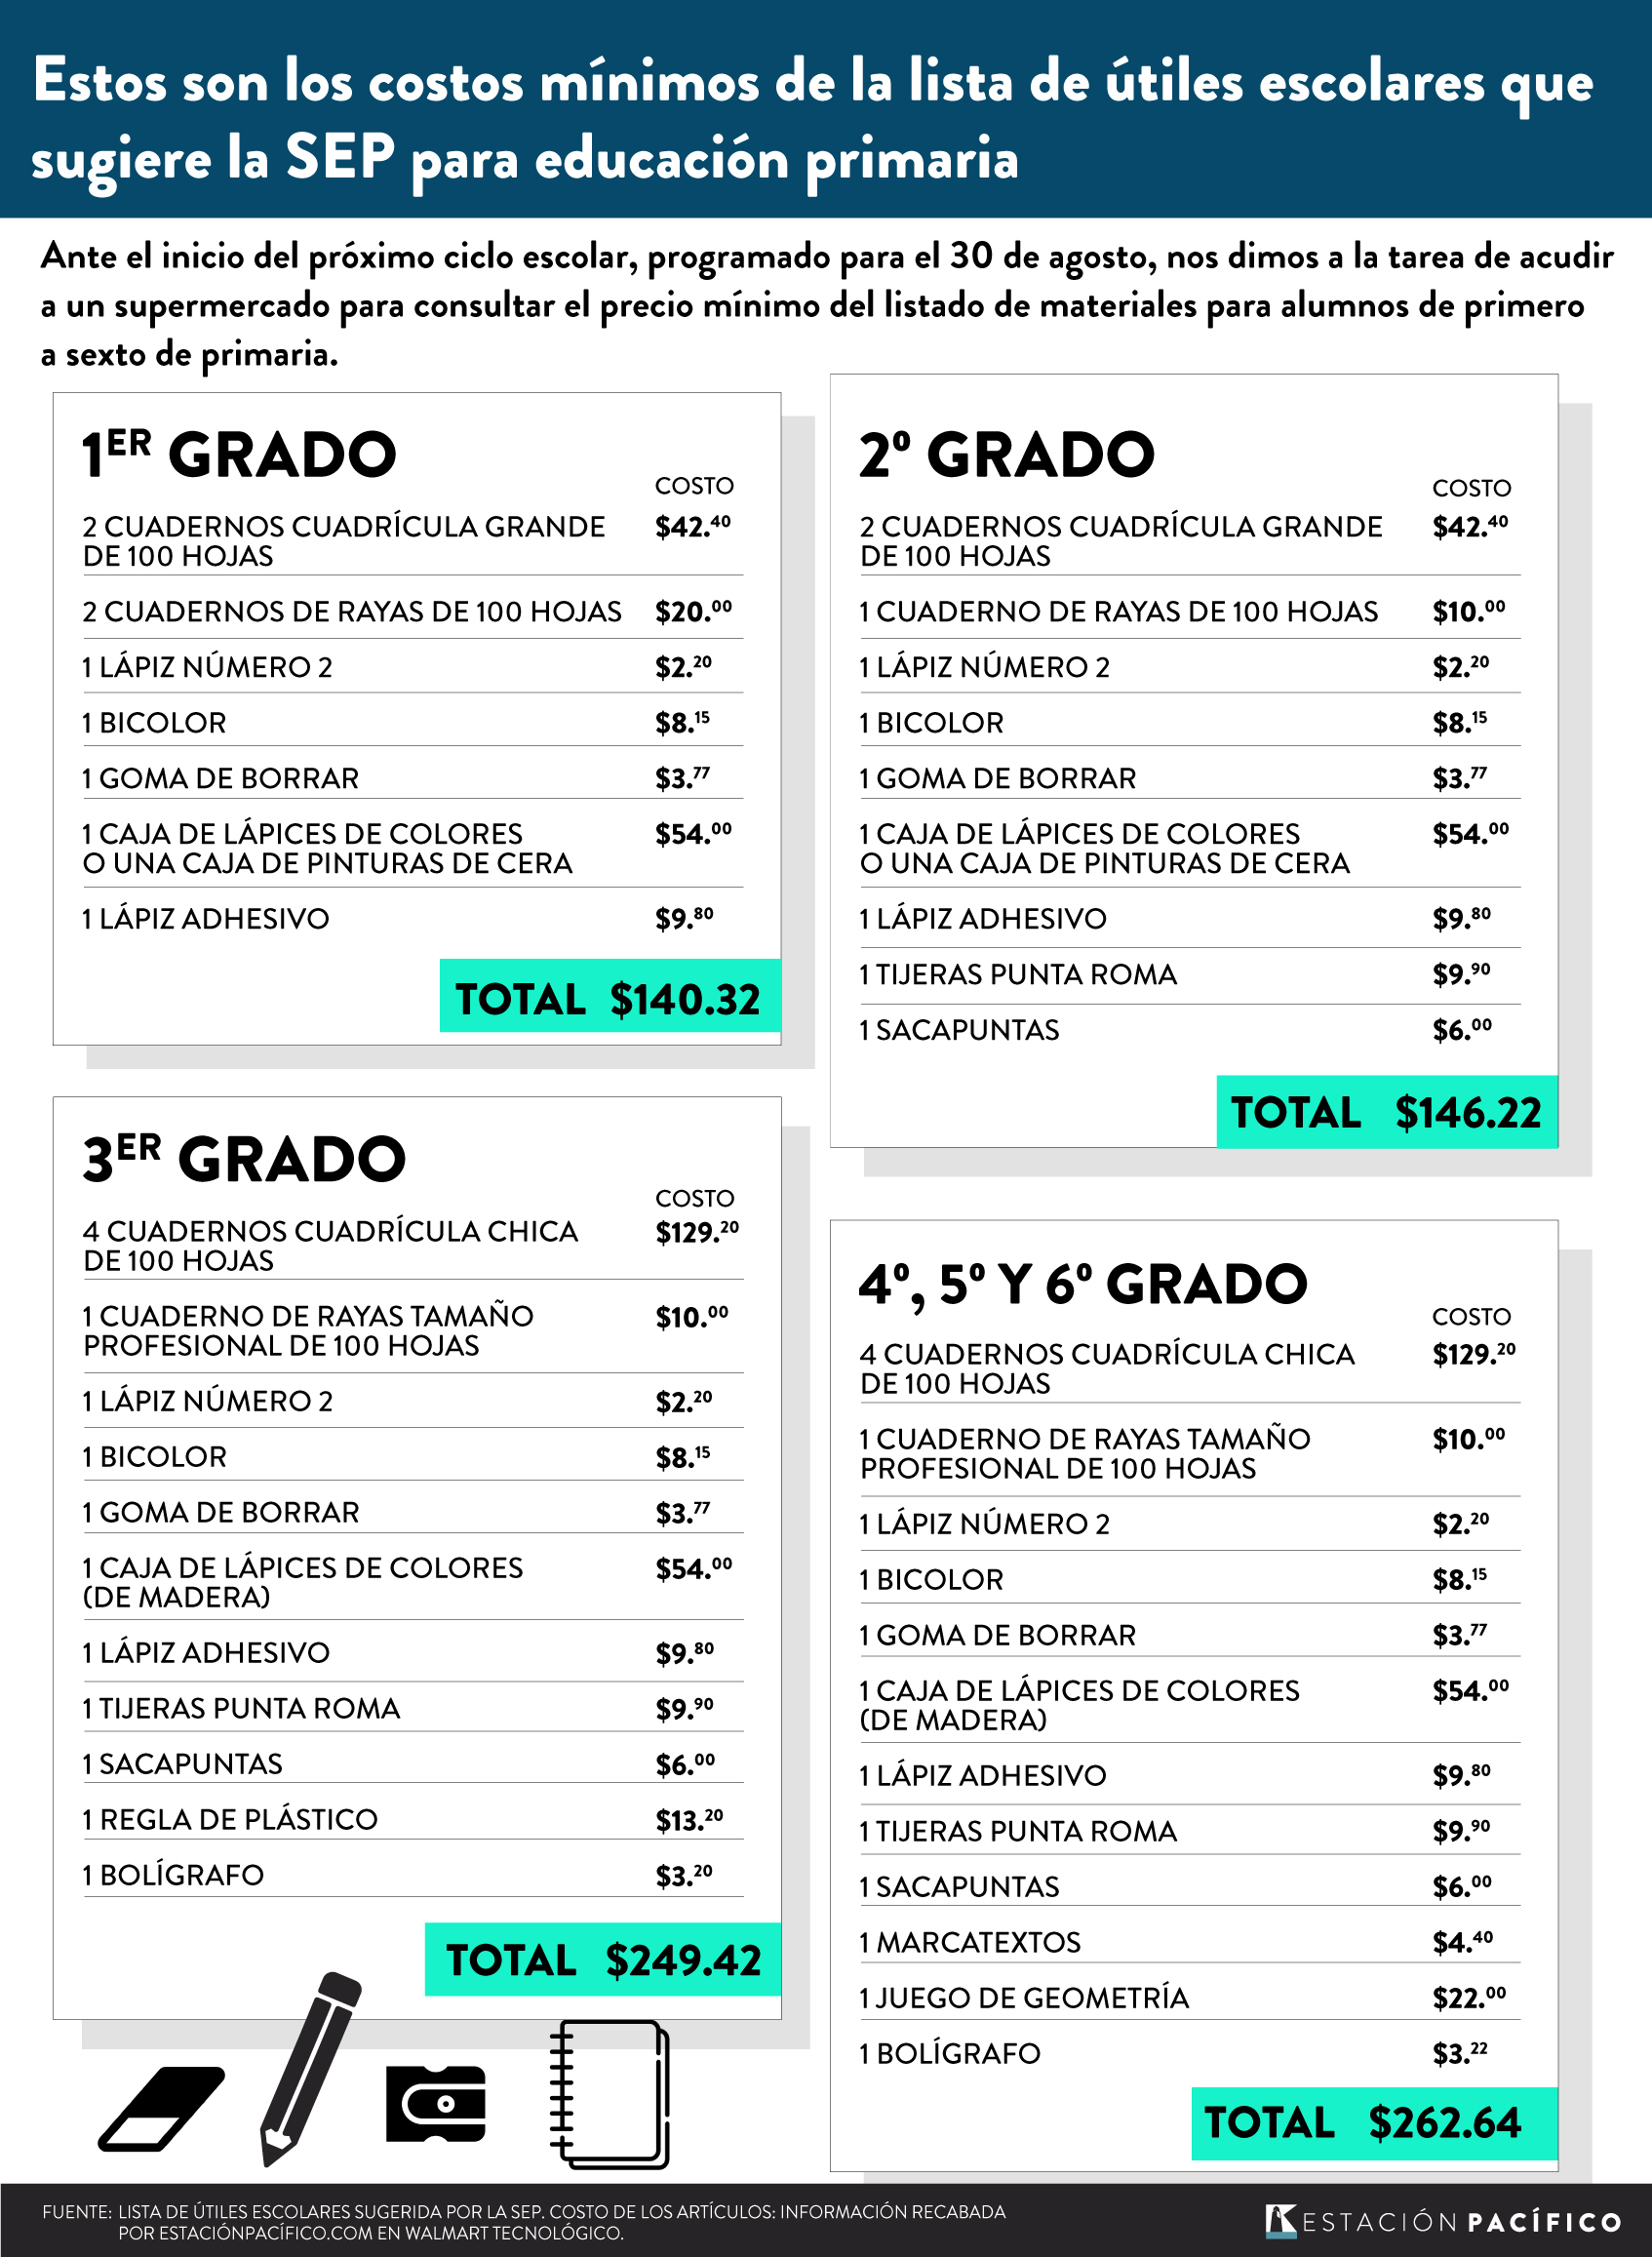 Estos son los costos mínimos de la lista de útiles escolares que
sugiere la SEP para educación primaria
Ante el inicio del próximo ciclo escolar, programado para el 30 de agosto, nos dimos a la tarea de acudir
a un supermercado para consultar el precio mínimo del listado de materiales para alumnos de primero
a sexto de primaria.
1ER GRADO
COSTO
2 CUADERNOS CUADRÍCULA GRANDE $42.40
DE 100 HOJAS
2 CUADERNOS DE RAYAS DE 100 HOJAS $20.00
1 LÁPIZ NÚMERO 2 $2.20
1 BICOLOR $8.15
1 GOMA DE BORRAR $3.77
1 CAJA DE LÁPICES DE COLORES $54.00
O UNA CAJA DE PINTURAS DE CERA
1 LÁPIZ ADHESIVO $9.80
TOTAL $140.32
2º GRADO
COSTO
2 CUADERNOS CUADRÍCULA GRANDE $42.40
DE 100 HOJAS
1 CUADERNO DE RAYAS DE 100 HOJAS $10.00
1 LÁPIZ NÚMERO 2 $2.20
1 BICOLOR $8.15
1 GOMA DE BORRAR $3.77
1 CAJA DE LÁPICES DE COLORES $54.00
O UNA CAJA DE PINTURAS DE CERA
1 LÁPIZ ADHESIVO $9.80
1 TIJERAS PUNTA ROMA $9.90
1 SACAPUNTAS $6.00
TOTAL $146.22
3ER GRADO
COSTO
4 CUADERNOS CUADRÍCULA CHICA $129.20
DE 100 HOJAS
1 CUADERNO DE RAYAS TAMAÑO $10.00
PROFESIONAL DE 100 HOJAS
1 LÁPIZ NÚMERO 2 $2.20
1 BICOLOR $8.15
1 GOMA DE BORRAR $3.77
1 CAJA DE LÁPICES DE COLORES $54.00
(DE MADERA)
1 LÁPIZ ADHESIVO $9.80
1 TIJERAS PUNTA ROMA $9.90
1 SACAPUNTAS $6.00
1 REGLA DE PLÁSTICO $13.20
1 BOLÍGRAFO $3.20
TOTAL $249.42
4º, 5º Y 6º GRADO
COSTO
4 CUADERNOS CUADRÍCULA CHICA $129.20
DE 100 HOJAS
1 CUADERNO DE RAYAS TAMAÑO $10.00
PROFESIONAL DE 100 HOJAS
1 LÁPIZ NÚMERO 2 $2.20
1 BICOLOR $8.15
1 GOMA DE BORRAR $3.77
1 CAJA DE LÁPICES DE COLORES $54.00
(DE MADERA)
1 LÁPIZ ADHESIVO $9.80
1 TIJERAS PUNTA ROMA $9.90
1 SACAPUNTAS $6.00
1 MARCATEXTOS $4.40
1 JUEGO DE GEOMETRÍA $22.00
1 BOLÍGRAFO $3.22
TOTAL $262.64
FUENTE: LISTA DE ÚTILES ESCOLARES SUGERIDA POR LA SEP. COSTO DE LOS ARTÍCULOS: INFORMACIÓN RECABADA
POR ESTACIÓNPACÍFICO.COM EN WALMART TECNOLÓGICO.
ESTACIÓN PACÍFICO